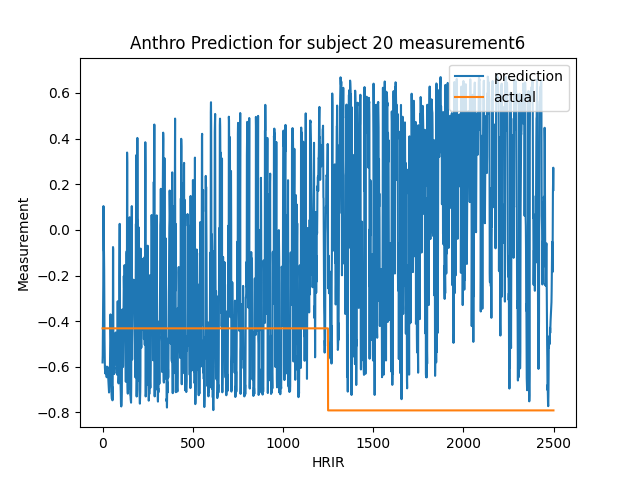 Anthro Prediction for subject 20 measurement6
prediction
actual
Measurement
0.6
0.4
0.2
0.0
−0.2
−0.4
−0.6
−0.8
0
500
1000
1500
2000
2500
HRIR